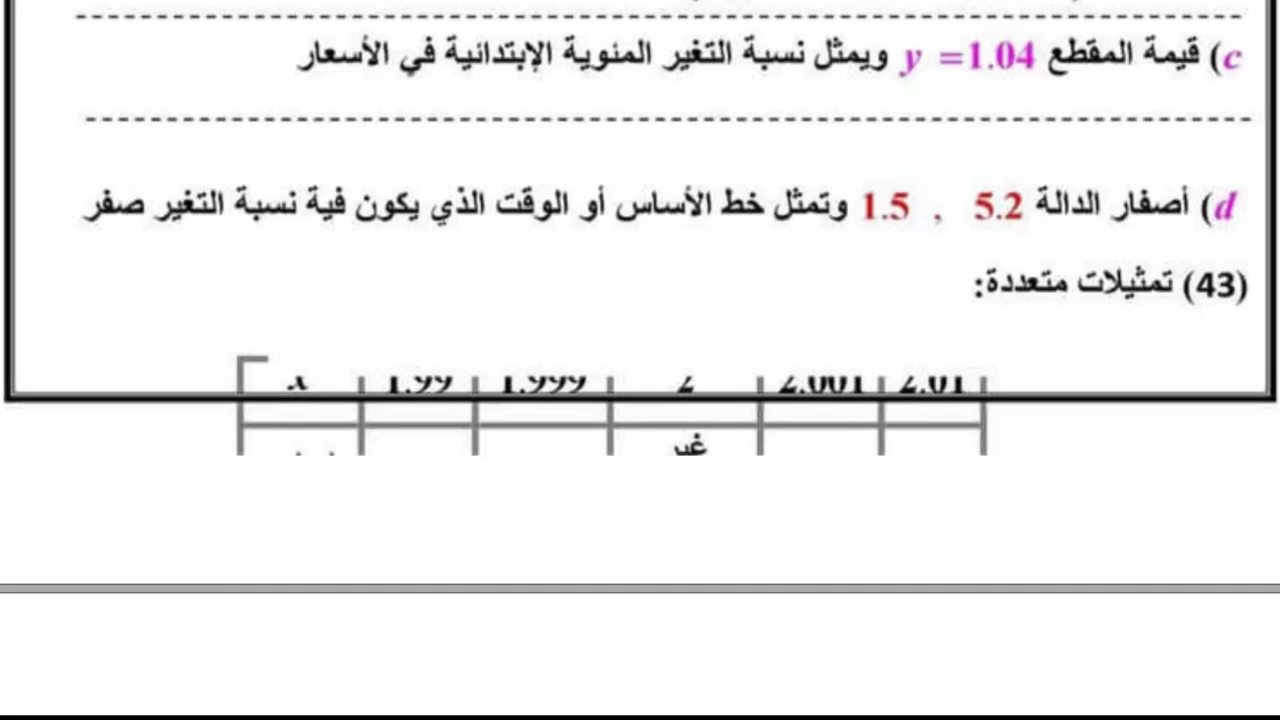 c) قيمة المقطع y =1.04 ويمثل نسبة التغير المئوية الإبتدائية في الأسعار
d) أصفار الدالة 5.2 , 1.5 وتمثل خط الأساس أو الوقت الذي يكون فية نسبة التغير صفر
(43) تمثيلات متعددة:
x 1.99 1.999 2 2.001 2.01
غير